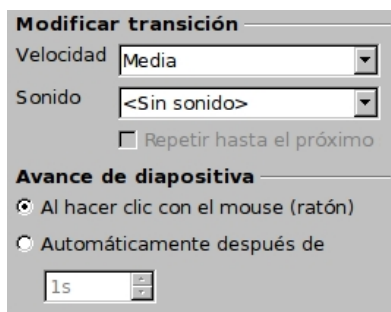 Modificar transición
Velocidad Media
Sonido <Sin sonido>
Repetir hasta el próximo
Avance de diapositiva
Al hacer clic con el mouse (ratón)
Automáticamente después de
1s